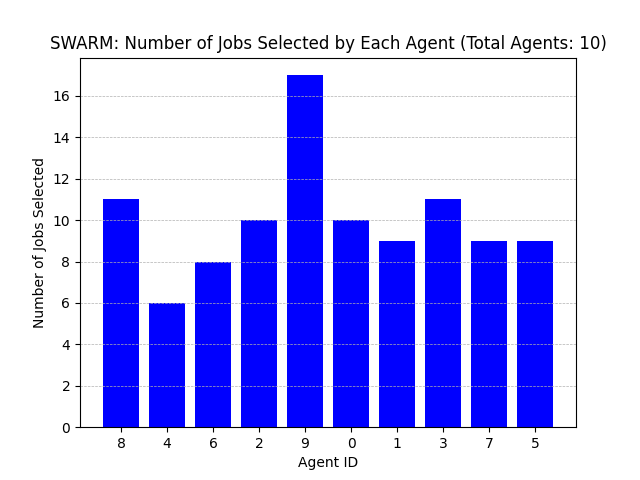 SWARM: Number of Jobs Selected by Each Agent (Total Agents: 10)
16
14
12
10
8
6
4
2
0
Number of Jobs Selected
8 4 6 2 9 0 1 3 7 5
Agent ID